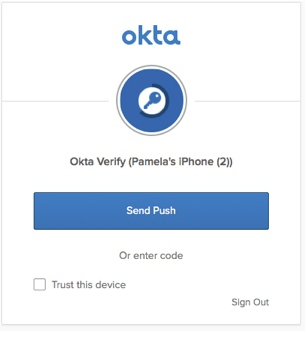 okta
Okta Verify (Pamela's iPhone (2))
Send Push
Or enter code
Trust this device
Sign Out